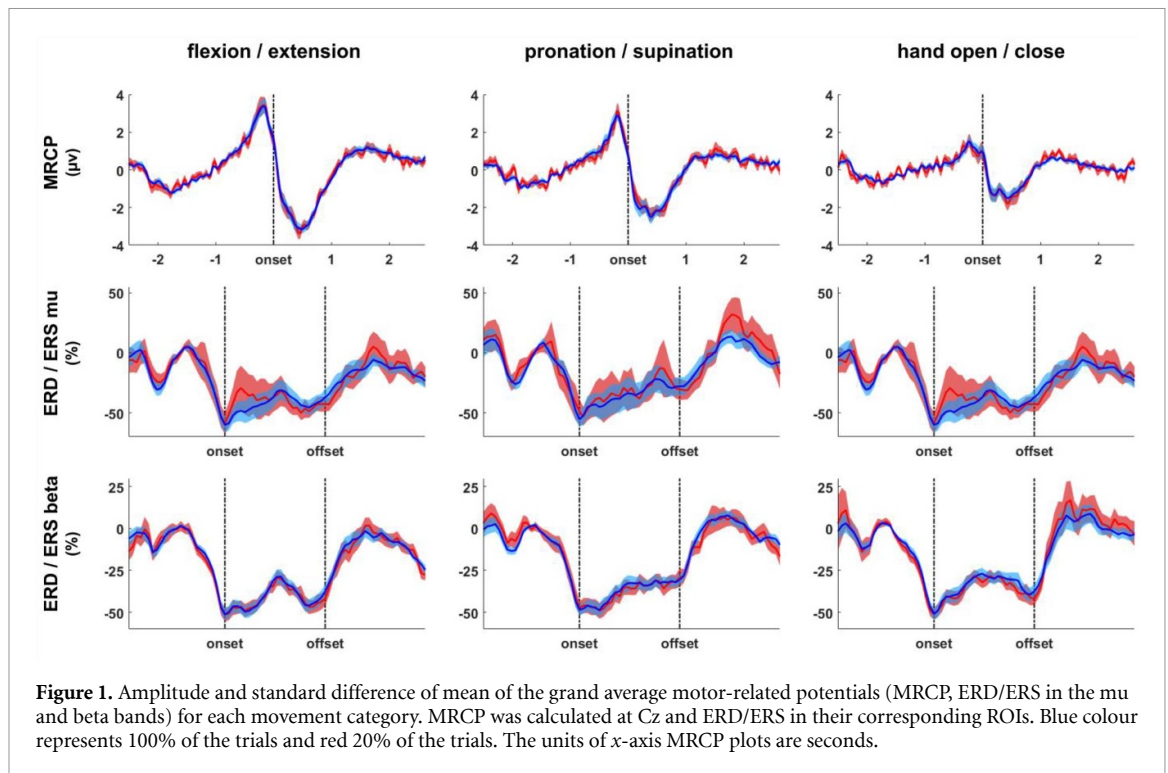 flexion / extension
pronation / supination
hand open / close
MRCP
(µv)
4
2
0
-2
-4
-2
-1
onset
1
2
4
2
0
-2
-4
-2
-1
onset
1
2
4
2
0
-2
-4
-2
-1
onset
1
2
ERD / ERS mu
(%)
50
0
-50
onset
offset
50
0
-50
onset
offset
50
0
-50
onset
offset
ERD / ERS beta
(%)
25
0
-25
-50
onset
offset
25
0
-25
-50
onset
offset
25
0
-25
-50
onset
offset
Figure 1. Amplitude and standard difference of mean of the grand average motor-related potentials (MRCP, ERD/ERS in the mu
and beta bands) for each movement category. MRCP was calculated at Cz and ERD/ERS in their corresponding ROIs. Blue colour
represents 100% of the trials and red 20% of the trials. The units of x-axis MRCP plots are seconds.